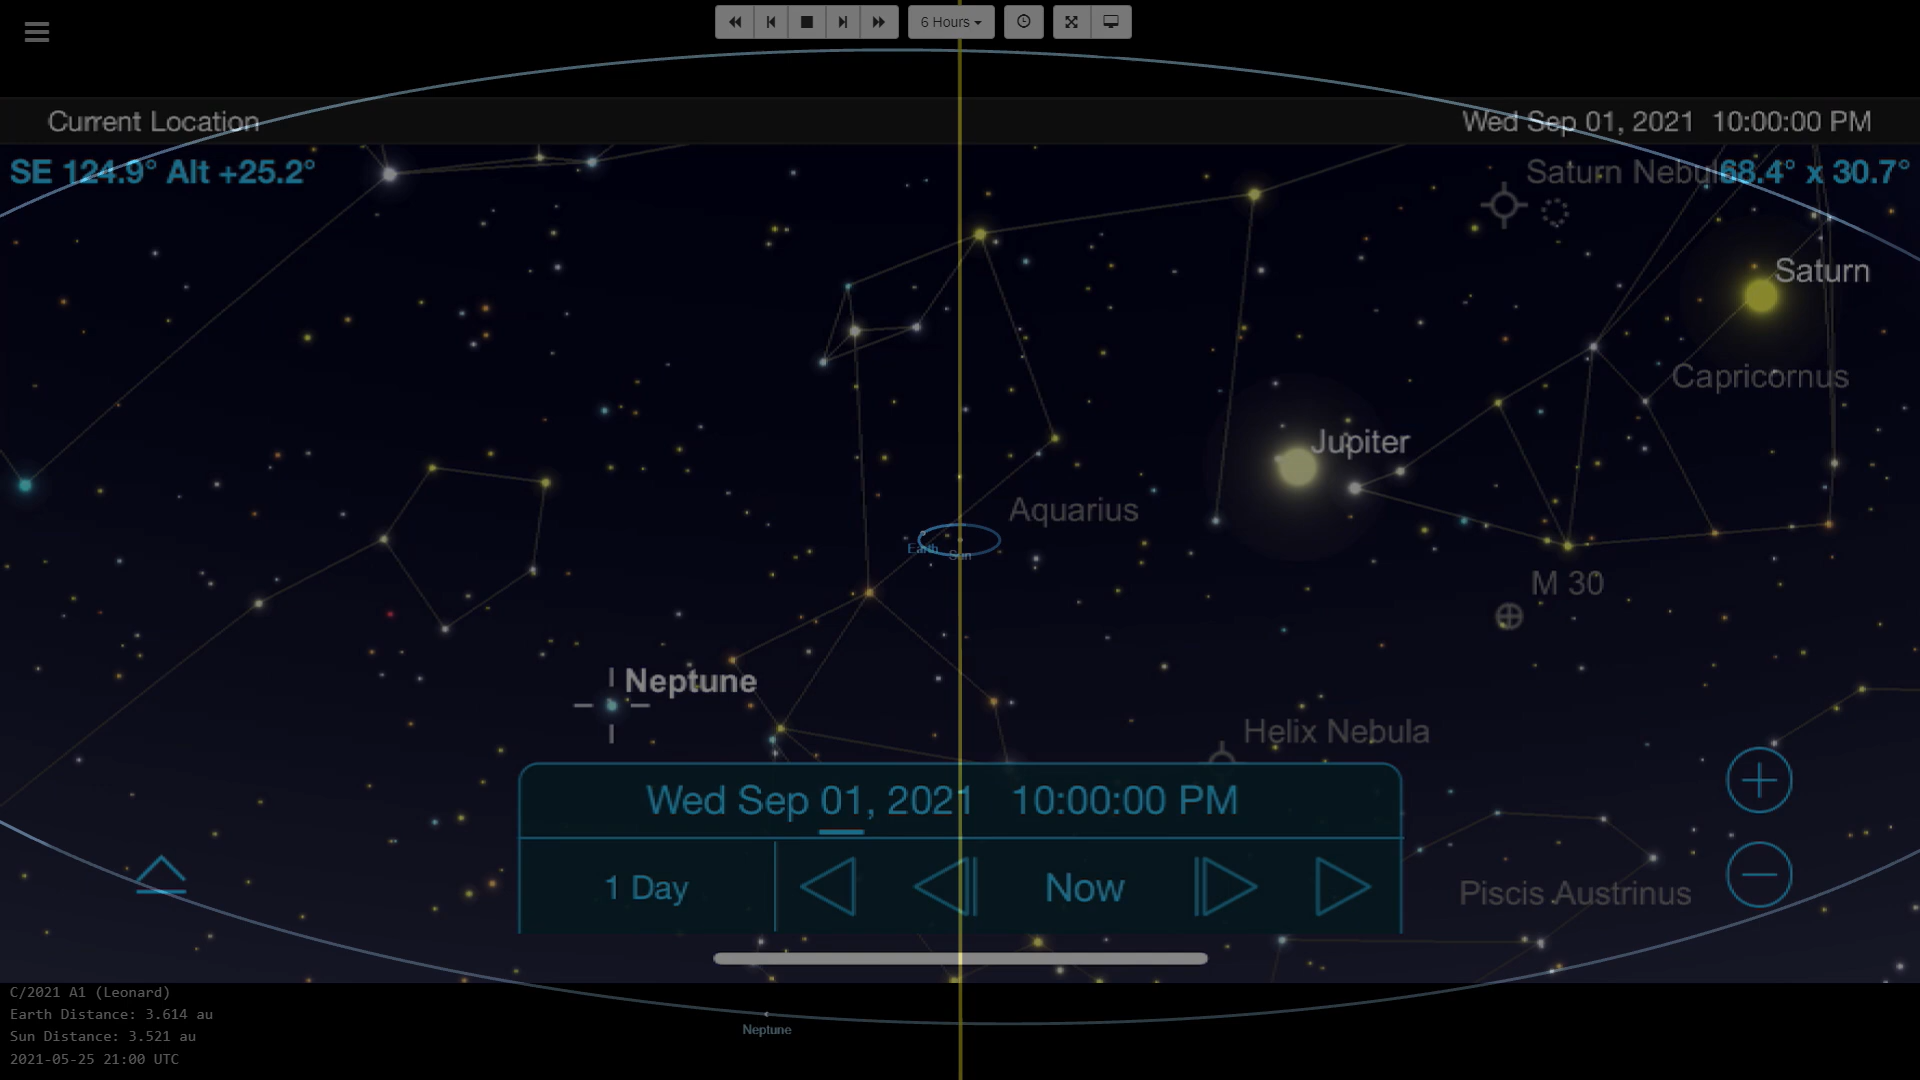 6 Hours
Current Location
Wed Sep 01, 2021 10:00:00 PM
SE 124.9° Alt +25.2°
Saturn Nebul
68.4° x 30.7°
Saturn
Capricornus
Jupiter
Aquarius
Earth
Sun
M 30
Neptune
Helix Nebula
Wed Sep 01, 2021 10:00:00 PM
1 Day
Now
Piscis Austrinus
C/2021 A1 (Leonard)
Earth Distance: 3.614 au
Sun Distance: 3.521 au
2021-05-25 21:00 UTC
Neptune